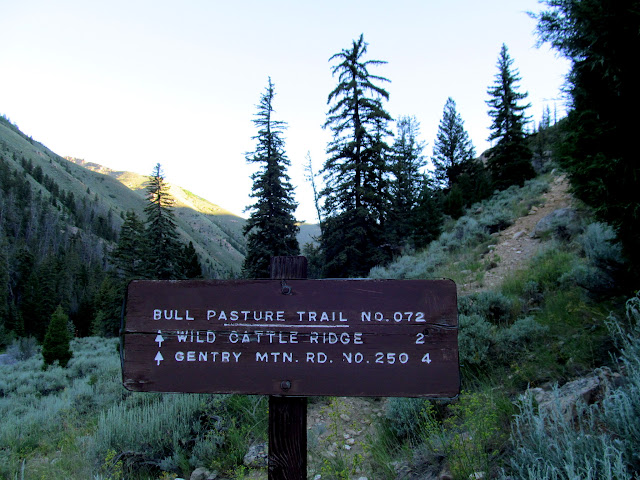 BULL PASTURE TRAIL NO. 072
WILD CATTLE RIDGE 2
GENTRY MTN. RD. NO. 250 4